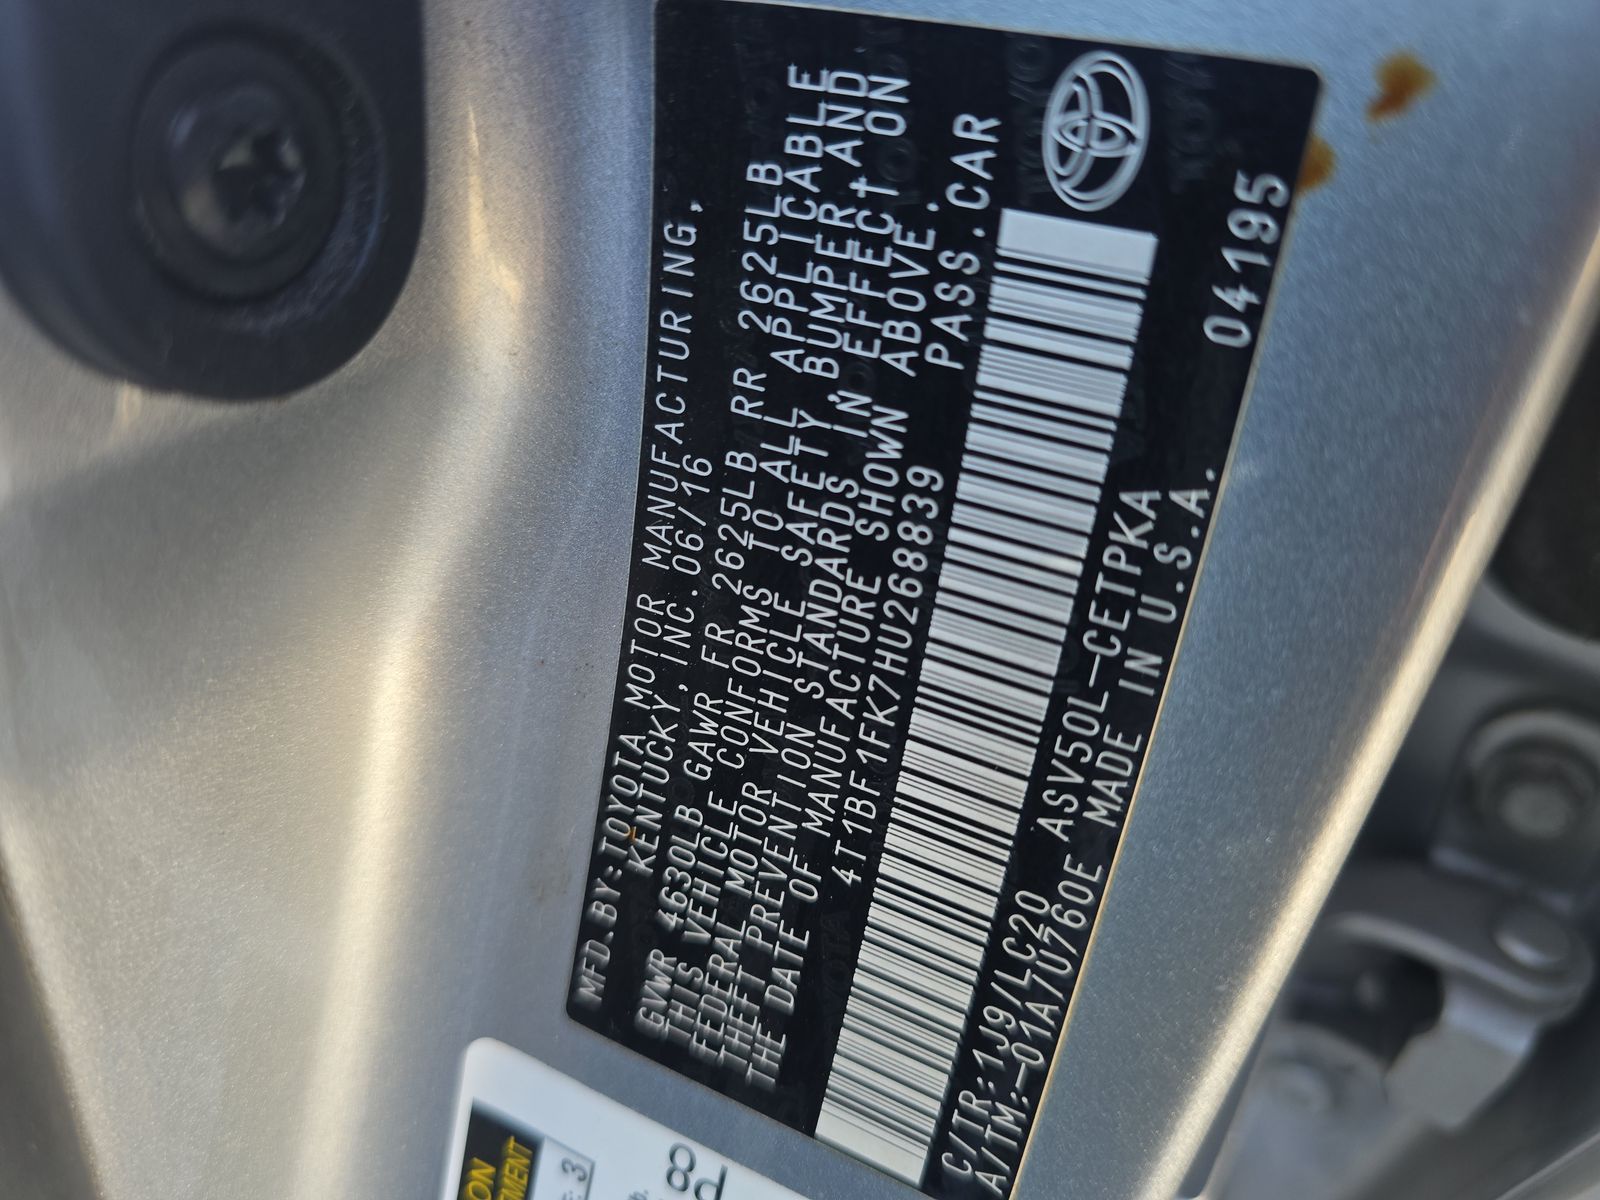 MFD.BY:TOYOTA MOTOR MANUFACTURING,
KENTUCKY, INC.06/16
GVWR 4630LB GAWR FR 2625LB RR 2625LB
THIS VEHICLE CONFORMS TO ALL APPLICABLE
FEDERAL MOTOR VEHICLE SAFETY,BUMPER,AND
THEFT PREVENTION STANDARDS IN EFFECT ON
THE DATE OF MANUFACTURE SHOWN ABOVE.
4T1BF1FK7HU268839 PASS.CAR
C/TR:1J9/LC20 ASV50L-CETPKA
A/TM:-01A/U760E MADE IN U.S.A.
04195
3
8d